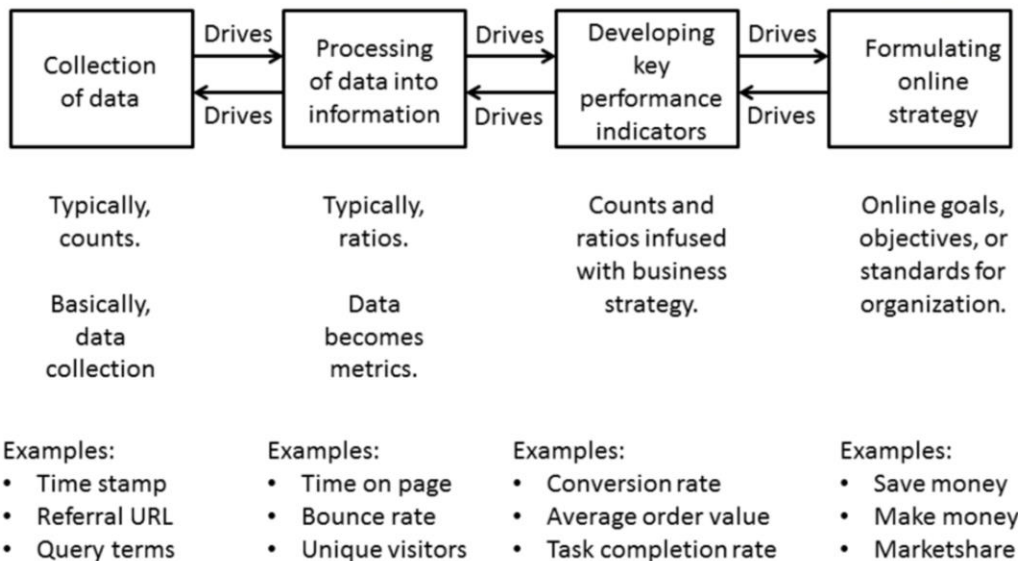 Collection
of data
Drives
Drives
Processing
of data into
information
Drives
Drives
Developing
key
performance
indicators
Drives
Drives
Formulating
online
strategy
Typically,
counts.
Basically,
data
collection
Typically,
ratios.
Data
becomes
metrics.
Counts and
ratios infused
with business
strategy.
Online goals,
objectives, or
standards for
organization.
Examples:
• Time stamp
• Referral URL
• Query terms
Examples:
• Time on page
• Bounce rate
• Unique visitors
Examples:
• Conversion rate
• Average order value
• Task completion rate
Examples:
• Save money
• Make money
• Marketshare